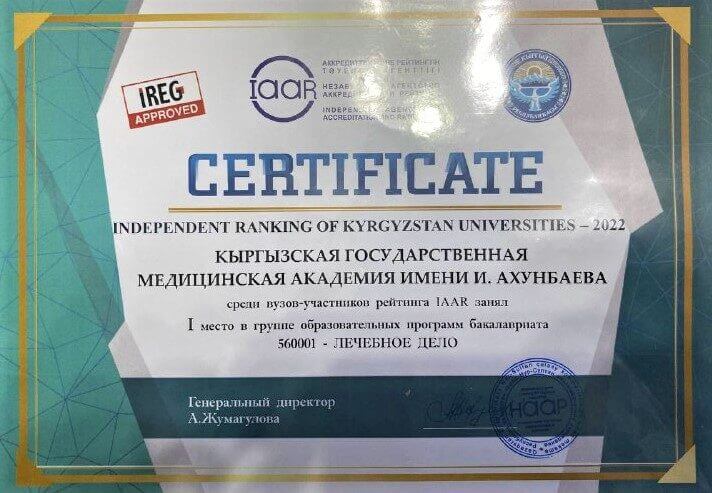 IREG
APPROVED
IAAR
НЕЗАВИСИМОЕ АГЕНТСТВО
INDEPENDENT AGENCY
ACCREDITATION AND
CERTIFICATE
INDEPENDENT RANKING OF KYRGYZSTAN UNIVERSITIES – 2022
КЫРГЫЗСКАЯ ГОСУДАРСТВЕННАЯ
МЕДИЦИНСКАЯ АКАДЕМИЯ ИМЕНИ И. АХУНБАЕВА
среди вузов-участников рейтинга IAAR занял
I место в группе образовательных программ бакалавриата
560001 - ЛЕЧЕБНОЕ ДЕЛО
Генеральный директор
А.Жумагулова
НААР